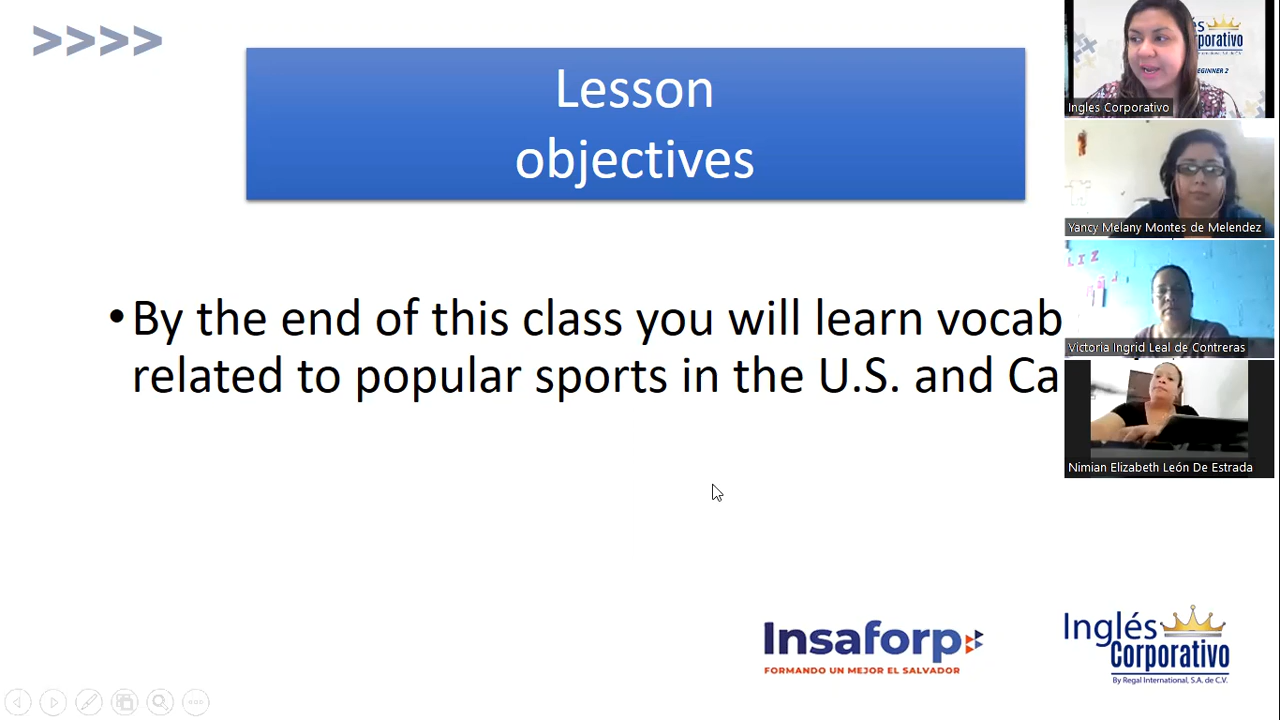 >>>>
Lesson
objectives
•By the end of this class you will learn vocab
related to popular sports in the U.S. and Ca
Insaforp
FORMANDO UN MEJOR EL SALVADOR
Inglés
Corporativo
By Regal International, S.A. de C.V.
Ingles Corporativo
Yancy Melany Montes de Melendez
Victoria Ingrid Leal de Contreras
Nimian Elizabeth León De Estrada